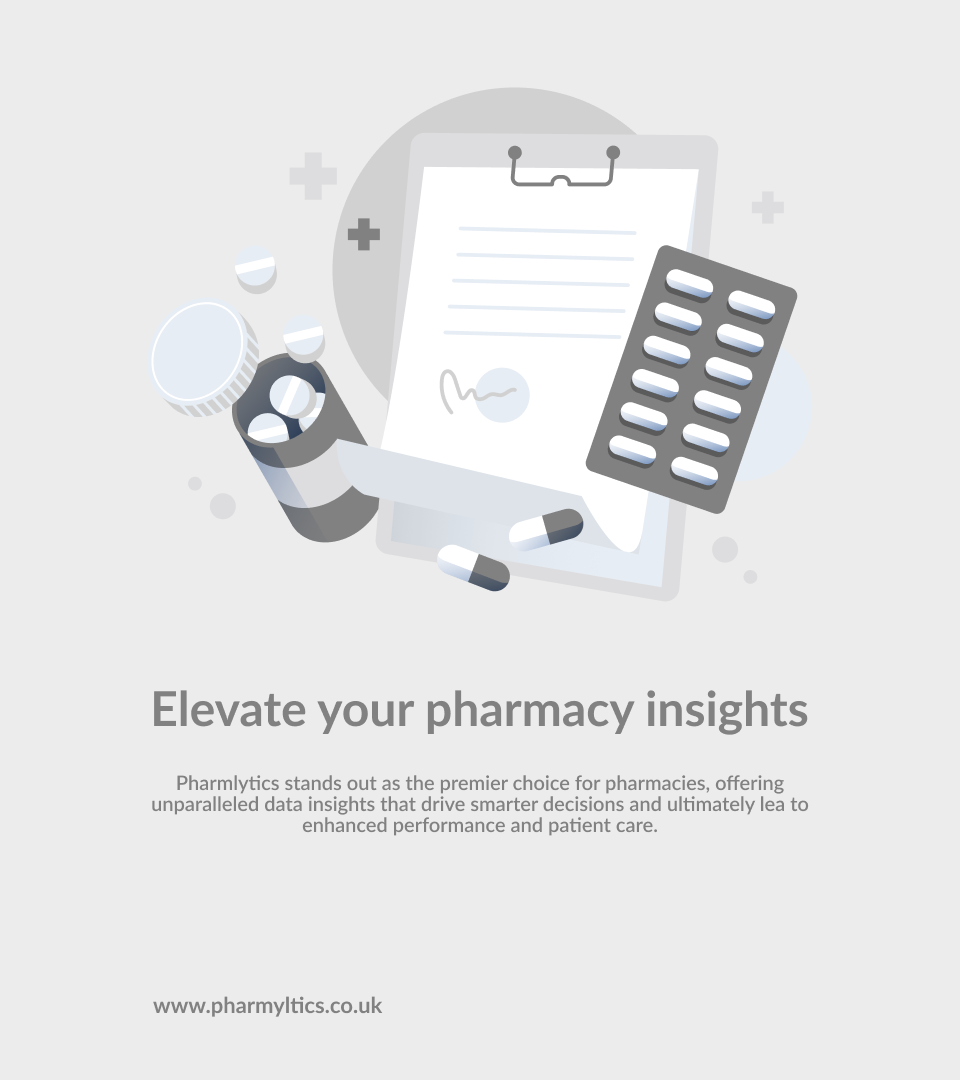 Elevate your pharmacy insights
Pharmlytics stands out as the premier choice for pharmacies, offering
unparalleled data insights that drive smarter decisions and ultimately lea to
enhanced performance and patient care.
www.pharmyltics.co.uk